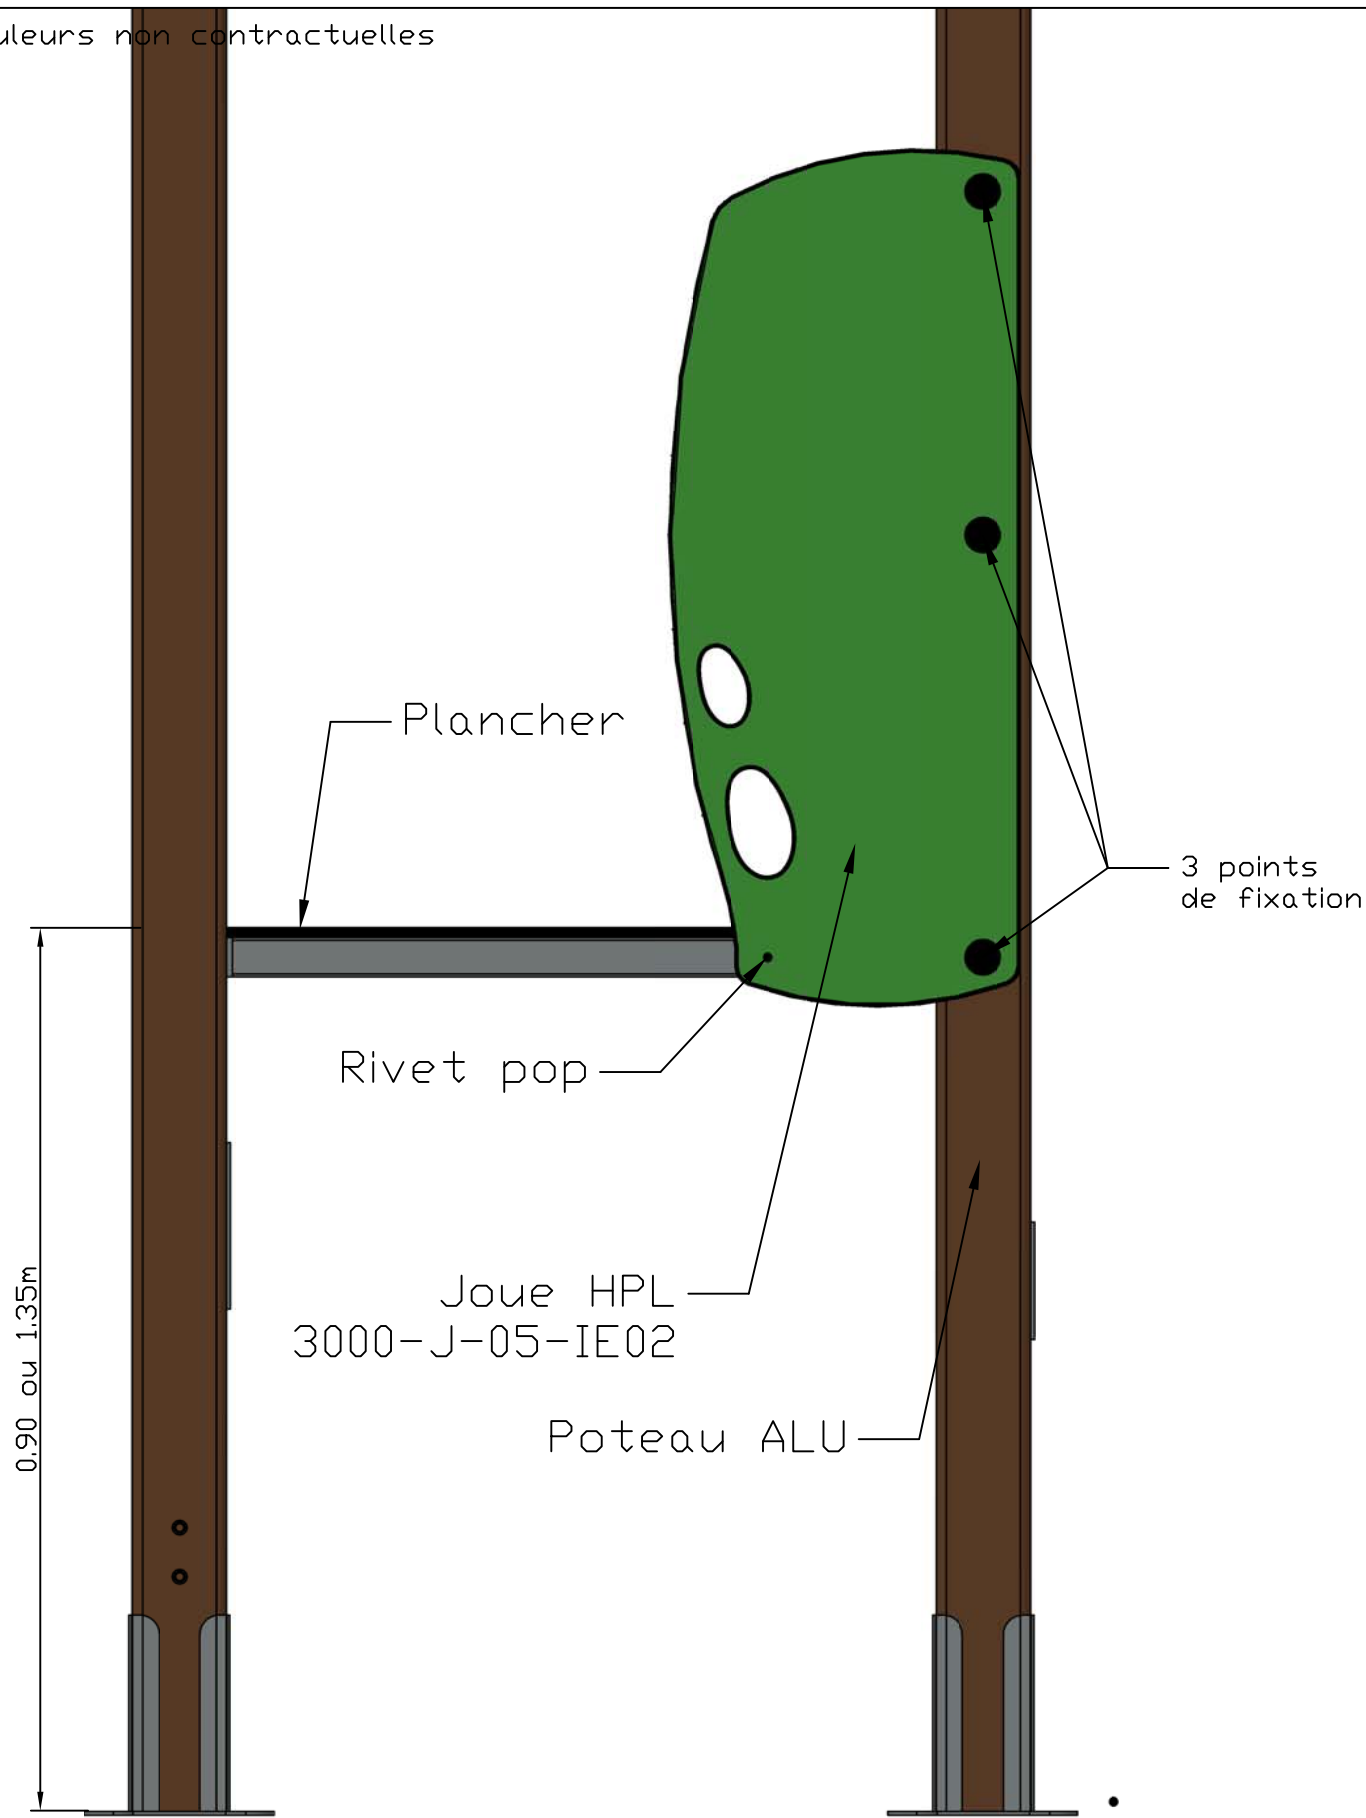 uleurs non contractuelles
Plancher
3 points
de fixation
Rivet pop
0.90 ou 1.35m
Joue HPL
3000-J-05-IE02
Poteau ALU